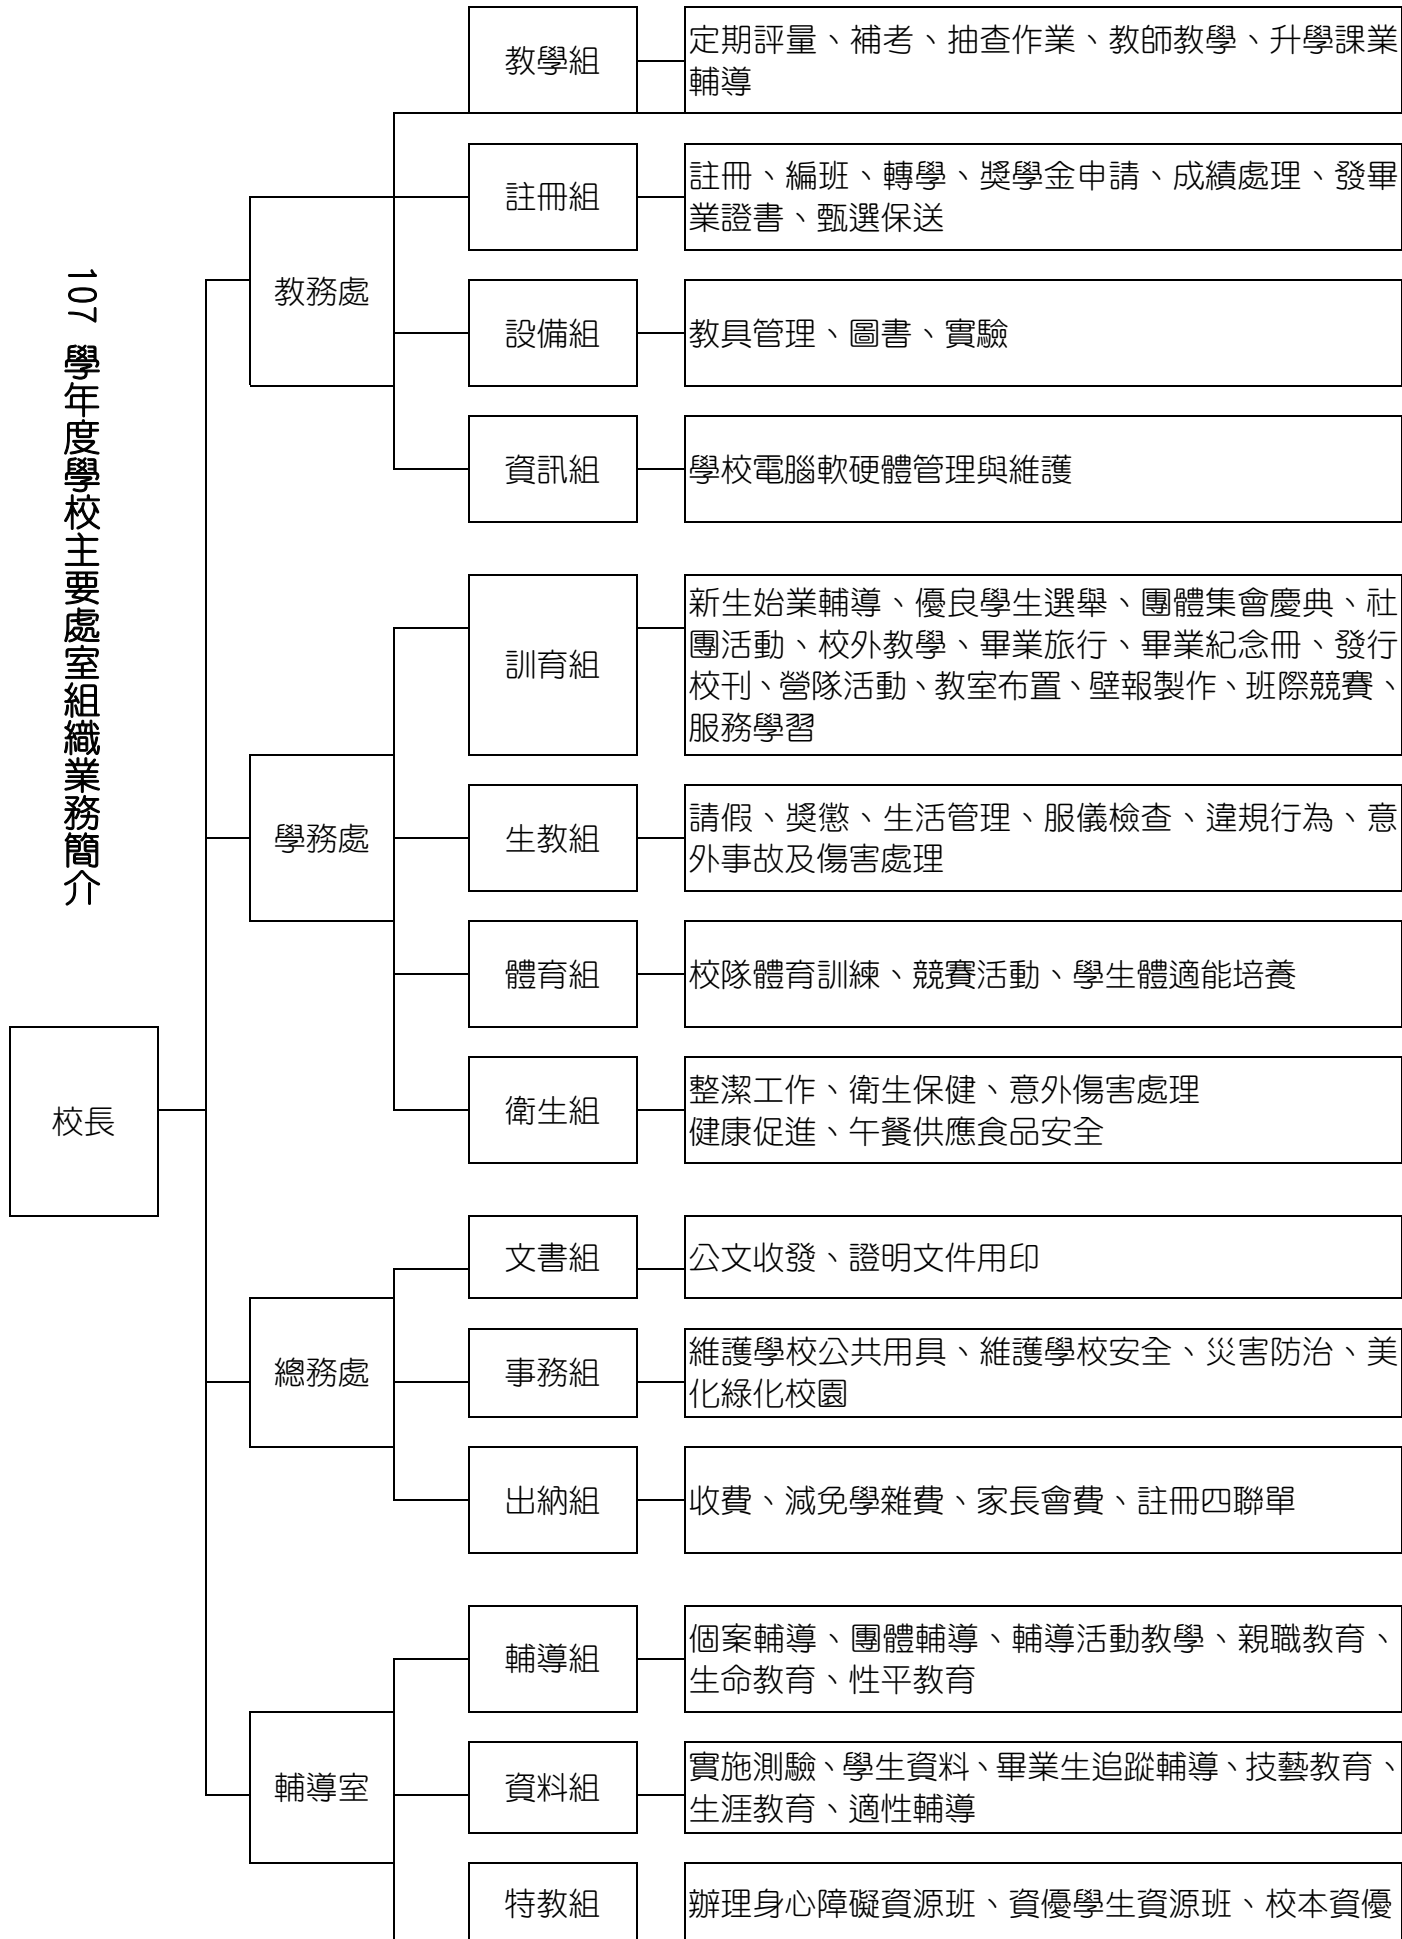 107 學年度學校主要處室組織業務簡介
校長
教務處
教學組
定期評量、補考、抽查作業、教師教學、升學課業
輔導
註冊組
註冊、編班、轉學、獎學金申請、成績處理、發畢
業證書、甄選保送
設備組
教具管理、圖書、實驗
資訊組
學校電腦軟硬體管理與維護
學務處
訓育組
新生始業輔導、優良學生選舉、團體集會慶典、社
團活動、校外教學、畢業旅行、畢業紀念冊、發行
校刊、營隊活動、教室布置、壁報製作、班際競賽、
服務學習
生教組
請假、獎懲、生活管理、服儀檢查、違規行為、意
外事故及傷害處理
體育組
校隊體育訓練、競賽活動、學生體適能培養
衛生組
整潔工作、衛生保健、意外傷害處理
健康促進、午餐供應食品安全
總務處
文書組
公文收發、證明文件用印
事務組
維護學校公共用具、維護學校安全、災害防治、美
化綠化校園
出納組
收費、減免學雜費、家長會費、註冊四聯單
輔導室
輔導組
個案輔導、團體輔導、輔導活動教學、親職教育、
生命教育、性平教育
資料組
實施測驗、學生資料、畢業生追蹤輔導、技藝教育、
生涯教育、適性輔導
特教組
辦理身心障礙資源班、資優學生資源班、校本資優